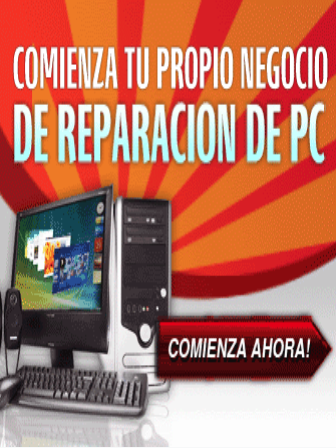 COMIENZA TU PROPIO NEGOCIO
DE REPARACION DE PC
COMIENZA AHORA!